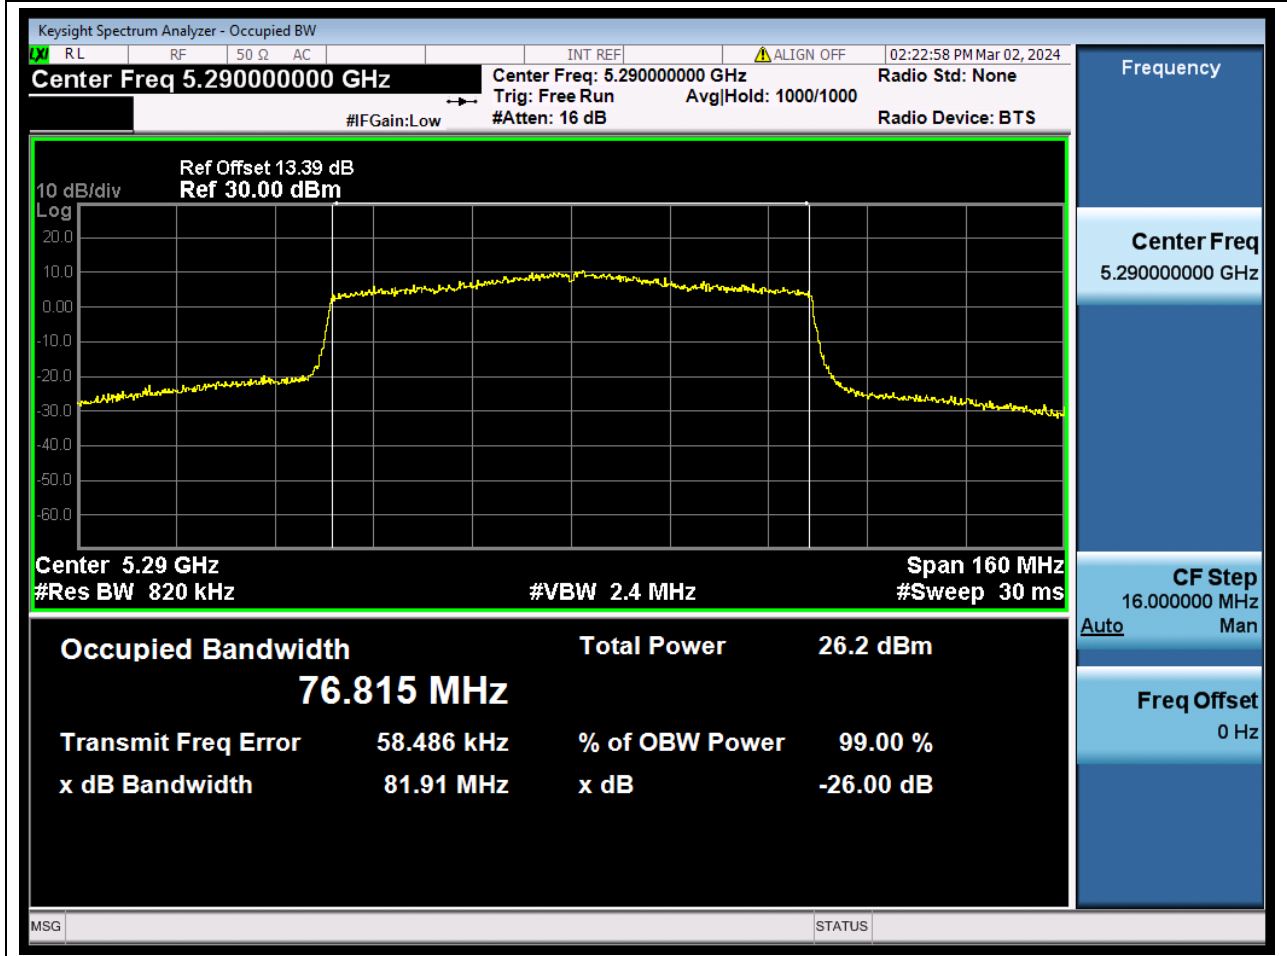 Keysight Spectrum Analyzer - Occupied BW
LXI RL RF 50 Ω AC INT REF ALIGN OFF 02:22:58 PM Mar 02, 2024
Center Freq 5.290000000 GHz
Center Freq: 5.290000000 GHz
Radio Std: None
Trig: Free Run Avg|Hold: 1000/1000
#IFGain:Low
#Atten: 16 dB
Radio Device: BTS
Ref Offset 13.39 dB
10 dB/div Ref 30.00 dBm
Log
20.0
10.0
0.00
-10.0
-20.0
-30.0
-40.0
-50.0
-60.0
Center 5.29 GHz Span 160 MHz
#Res BW 820 kHz #VBW 2.4 MHz #Sweep 30 ms
Occupied Bandwidth Total Power 26.2 dBm
76.815 MHz
Transmit Freq Error 58.486 kHz % of OBW Power 99.00 %
x dB Bandwidth 81.91 MHz x dB -26.00 dB
Frequency
Center Freq
5.290000000 GHz
CF Step
16.000000 MHz
Auto Man
Freq Offset
0 Hz
MSG STATUS